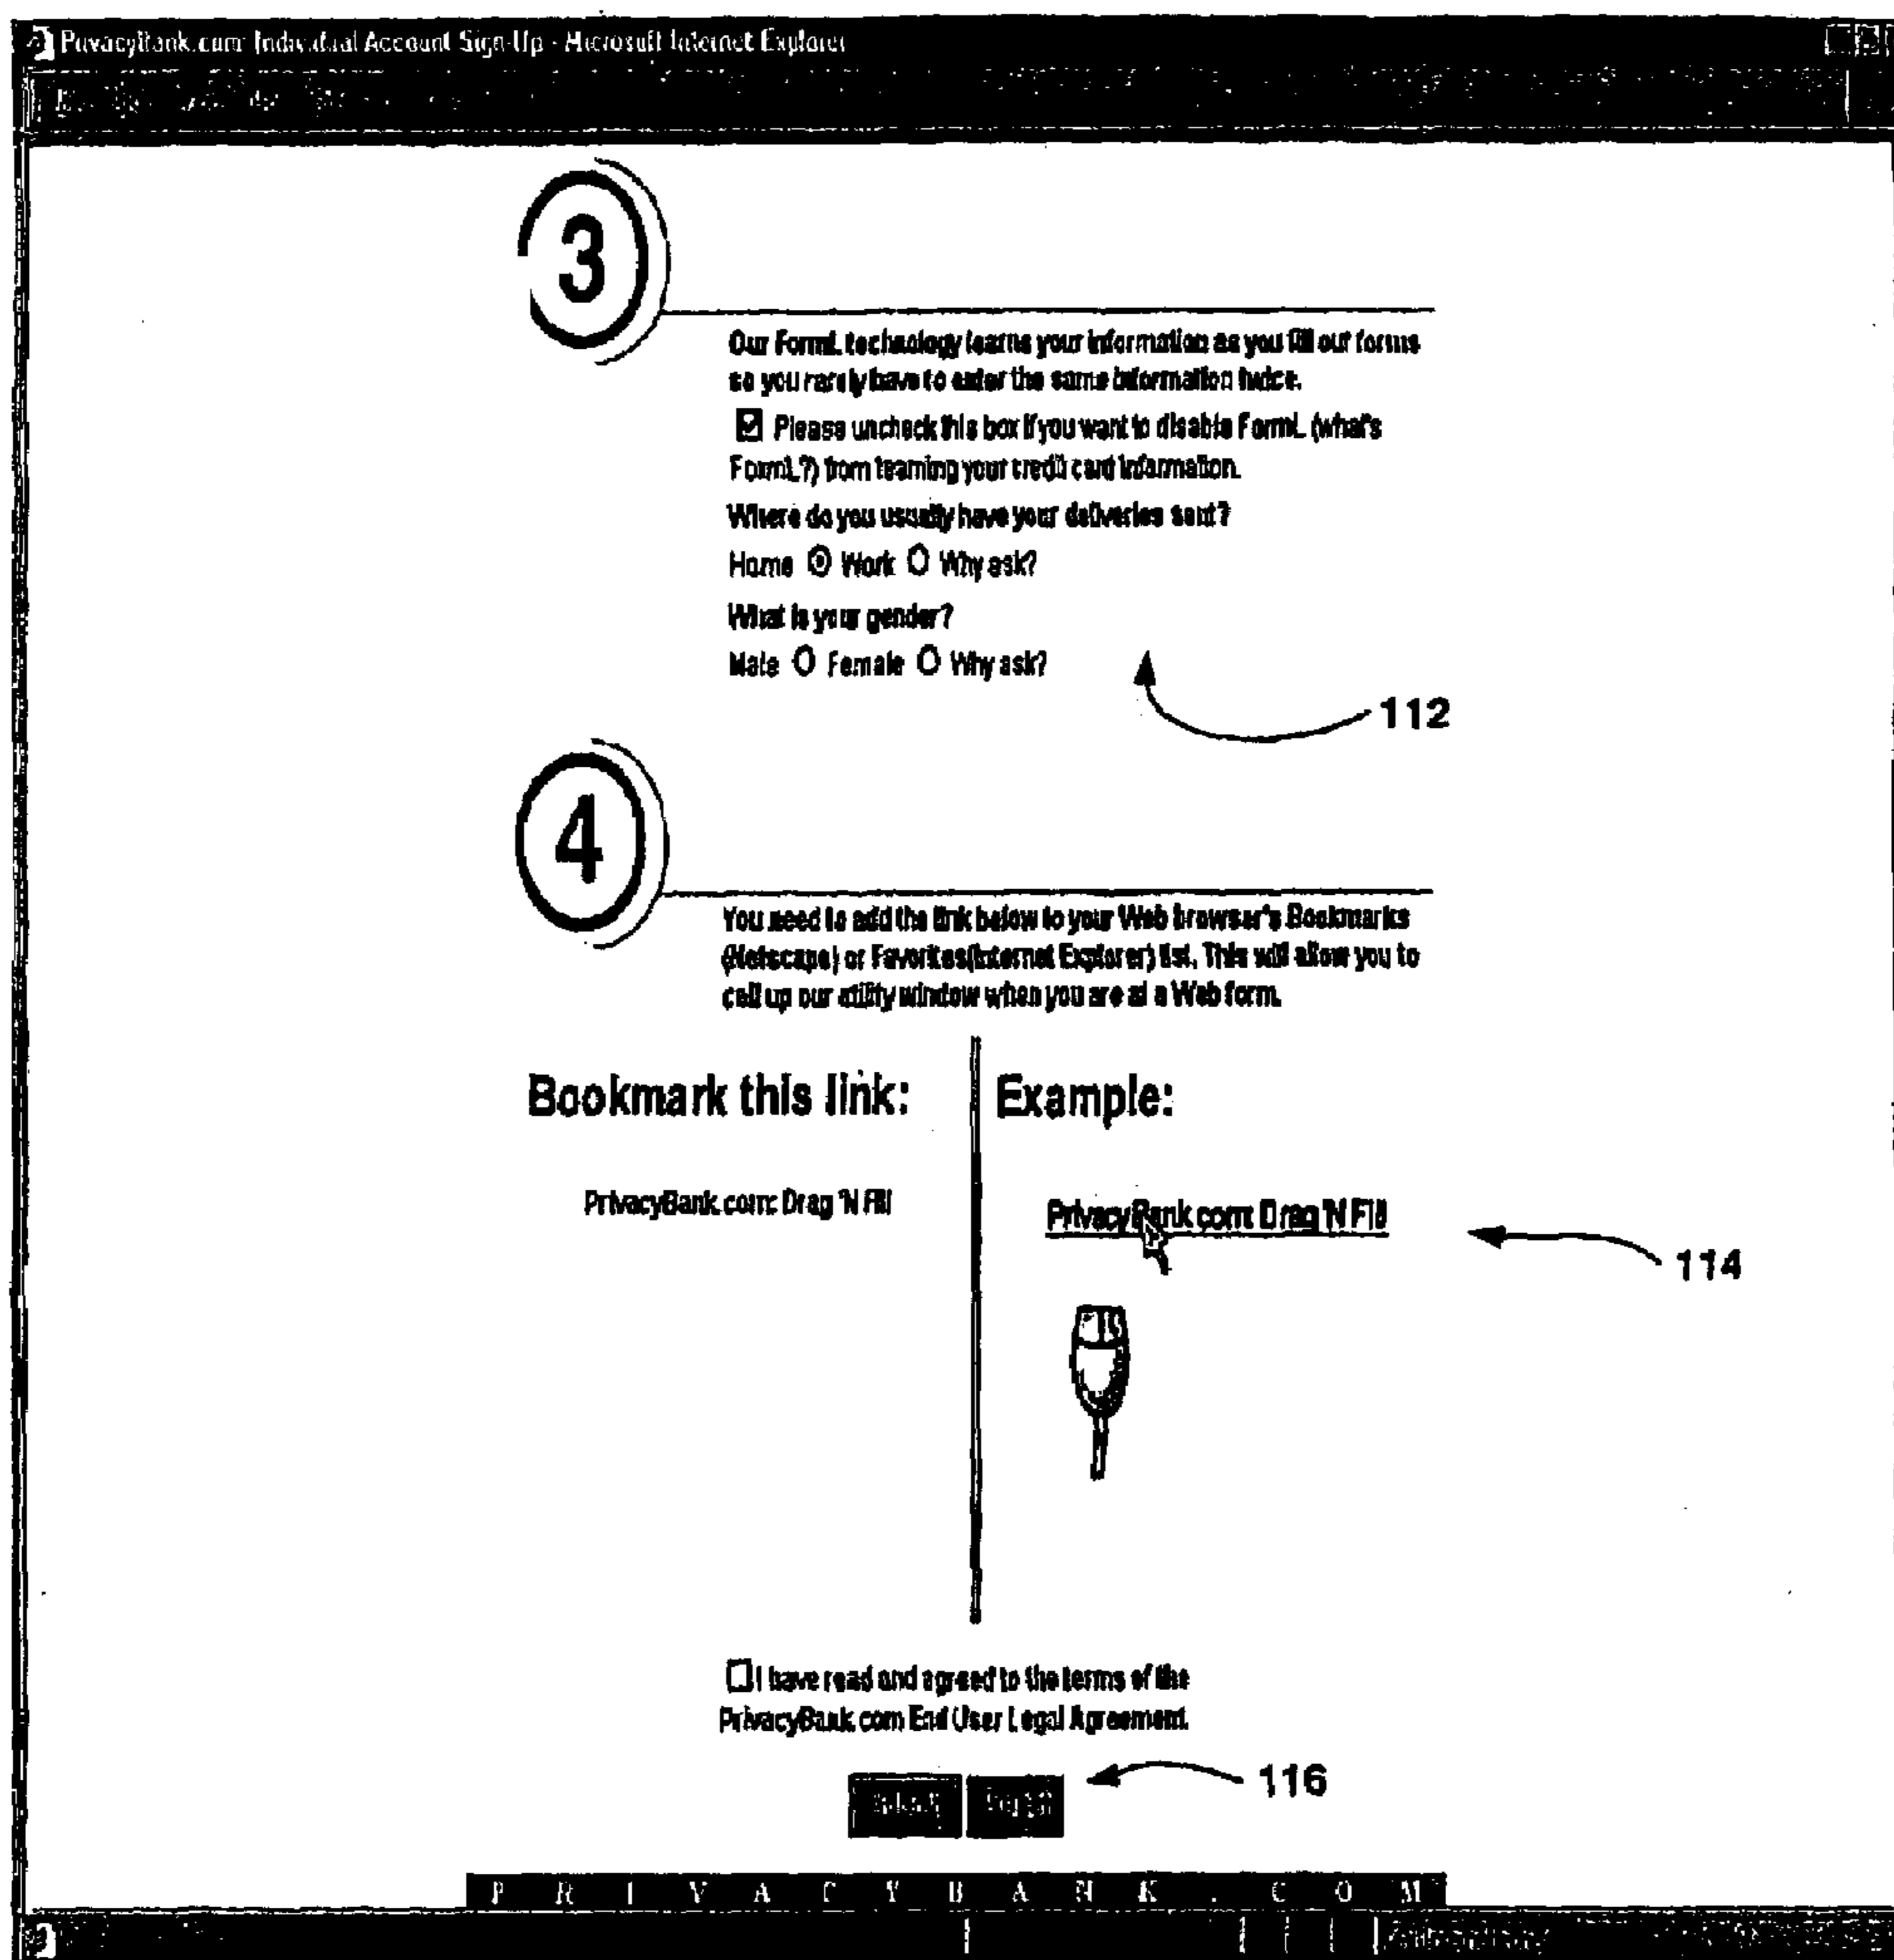 PrivacyBank.com: Individual Account Sign-Up - Microsoft Internet Explorer
3
Our FormL technology learns your information as you fill out forms
so you rarely have to enter the same information twice.
Please uncheck this box if you want to disable FormL (what's
FormL?) from learning your credit card information.
Where do you usually have your deliveries sent?
Home Work Why ask?
What is your gender?
Male Female Why ask?
112
4
You need to add the link below to your Web browser's Bookmarks
(Netscape) or Favorites(Internet Explorer) list. This will allow you to
call up our utility window when you are at a Web form.
Bookmark this link:
Example:
PrivacyBank.com: Drag 'N Fill
PrivacyBank.com: Drag 'N Fill
114
I have read and agreed to the terms of the
PrivacyBank.com End User Legal Agreement.
116
PRIVACYBANK.COM